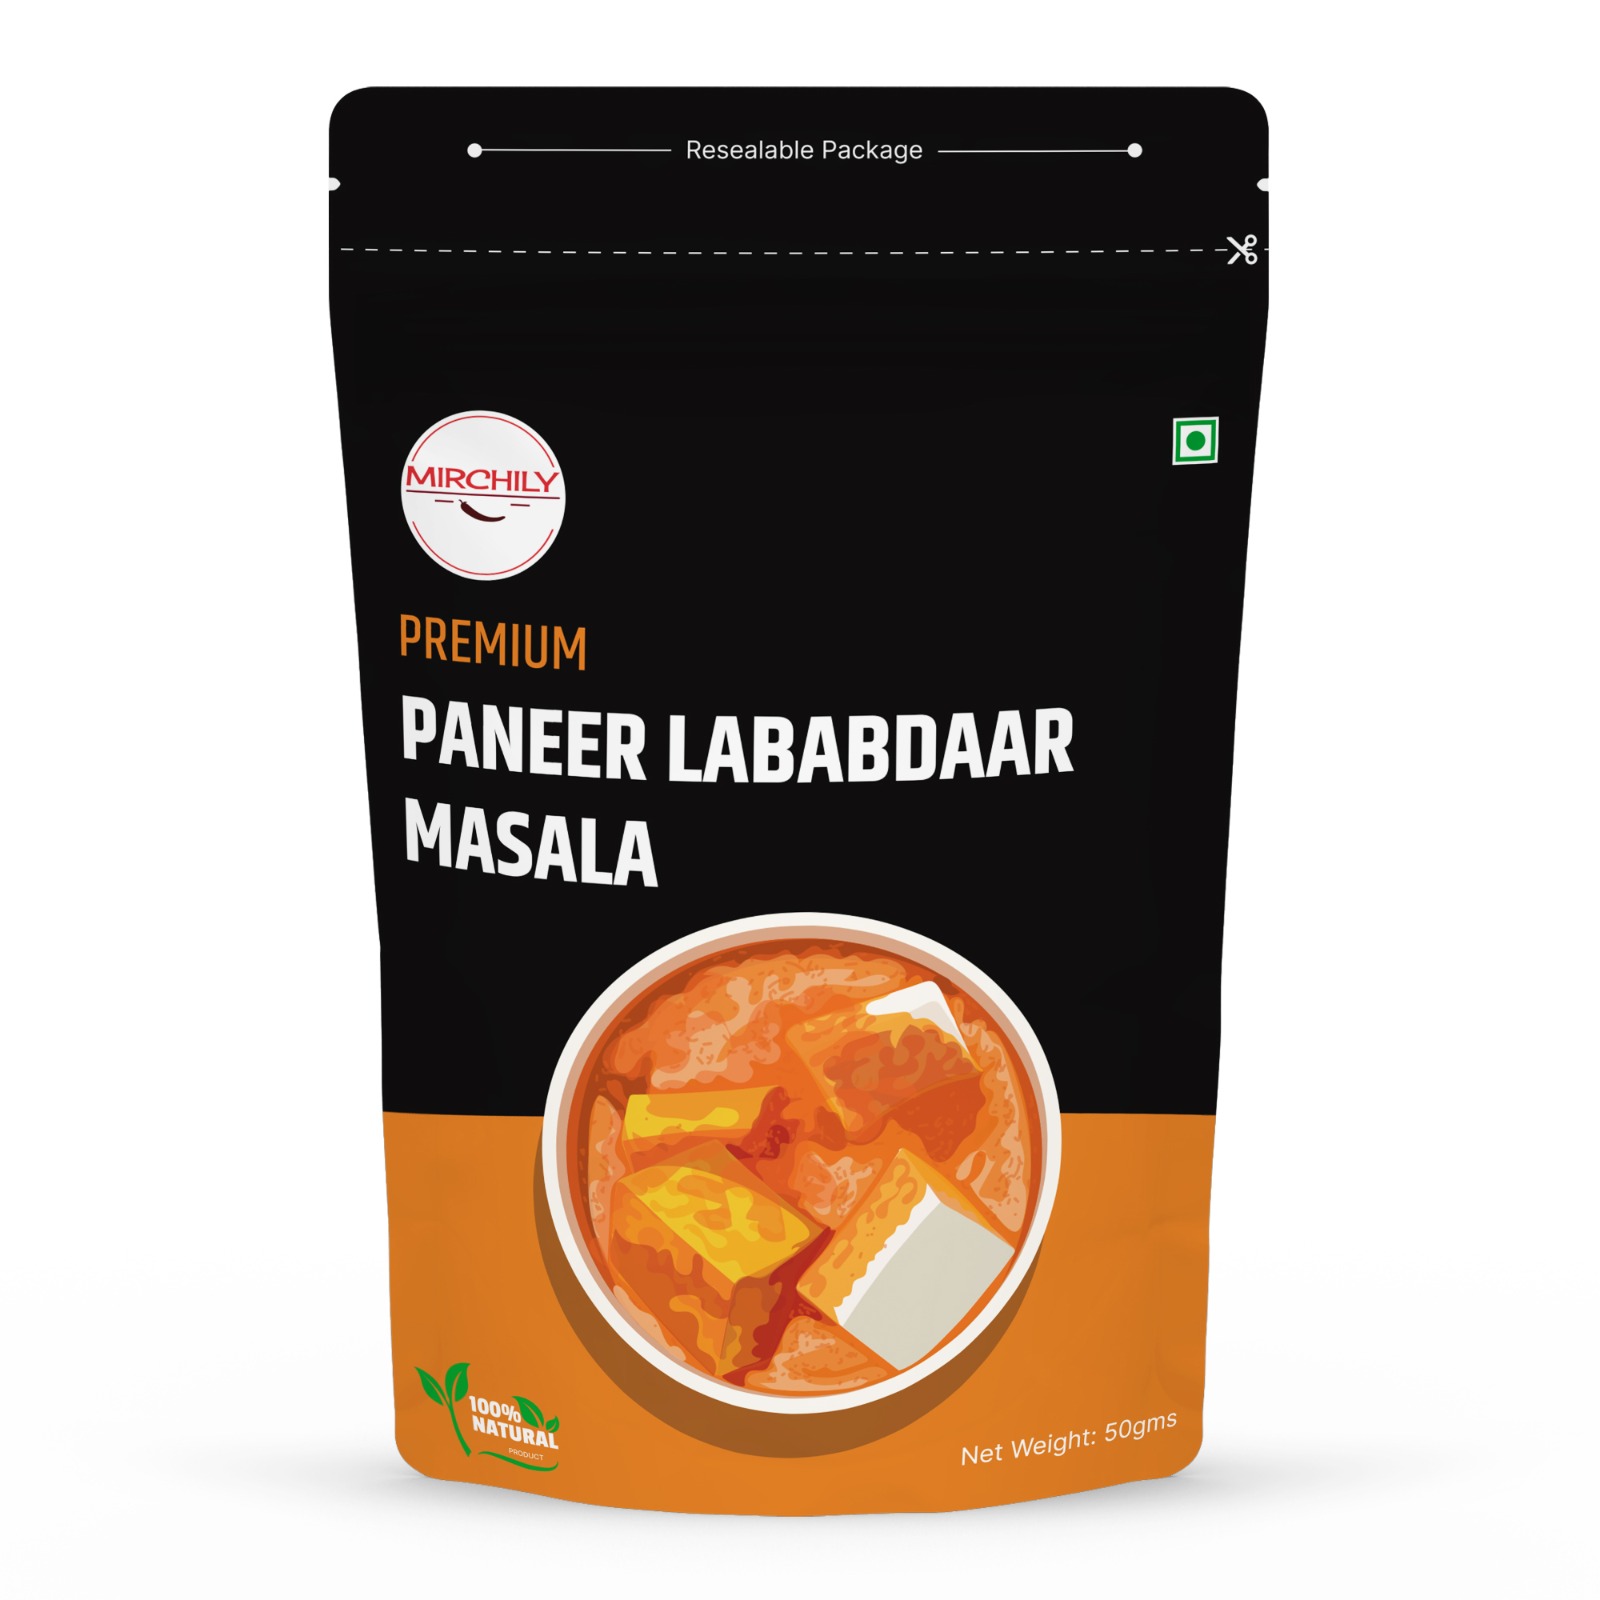 Resealable Package
MIRCHILY
PREMIUM
PANEER LABABDAAR
MASALA
100%
NATURAL
PRODUCT
Net Weight: 50gms